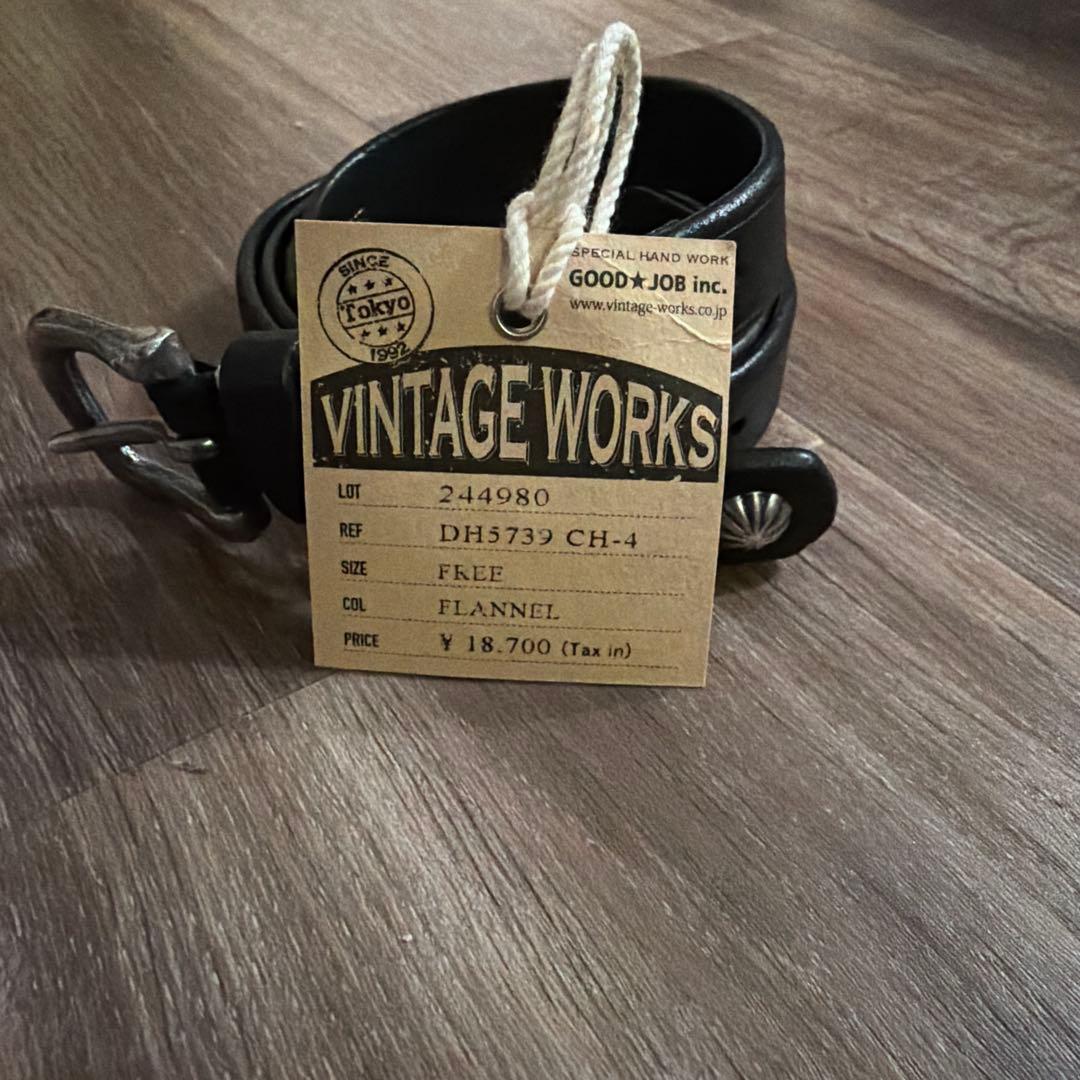 SINCE
Tokyo
1992
SPECIAL HAND WORK
GOOD★JOB inc.
www.vintage-works.co.jp
VINTAGE WORKS
LOT 244980
REF DH5739 CH-4
SIZE FREE
COL FLANNEL
PRICE ¥ 18.700 (Tax in)